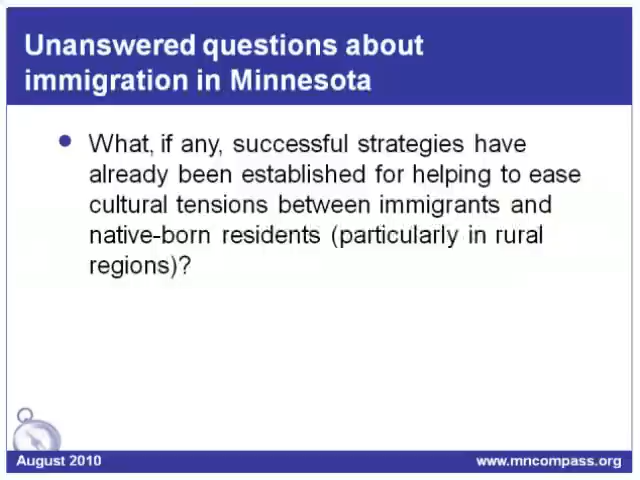 Unanswered questions about
immigration in Minnesota
• What, if any, successful strategies have
already been established for helping to ease
cultural tensions between immigrants and
native-born residents (particularly in rural
regions)?
August 2010
www.mncompass.org